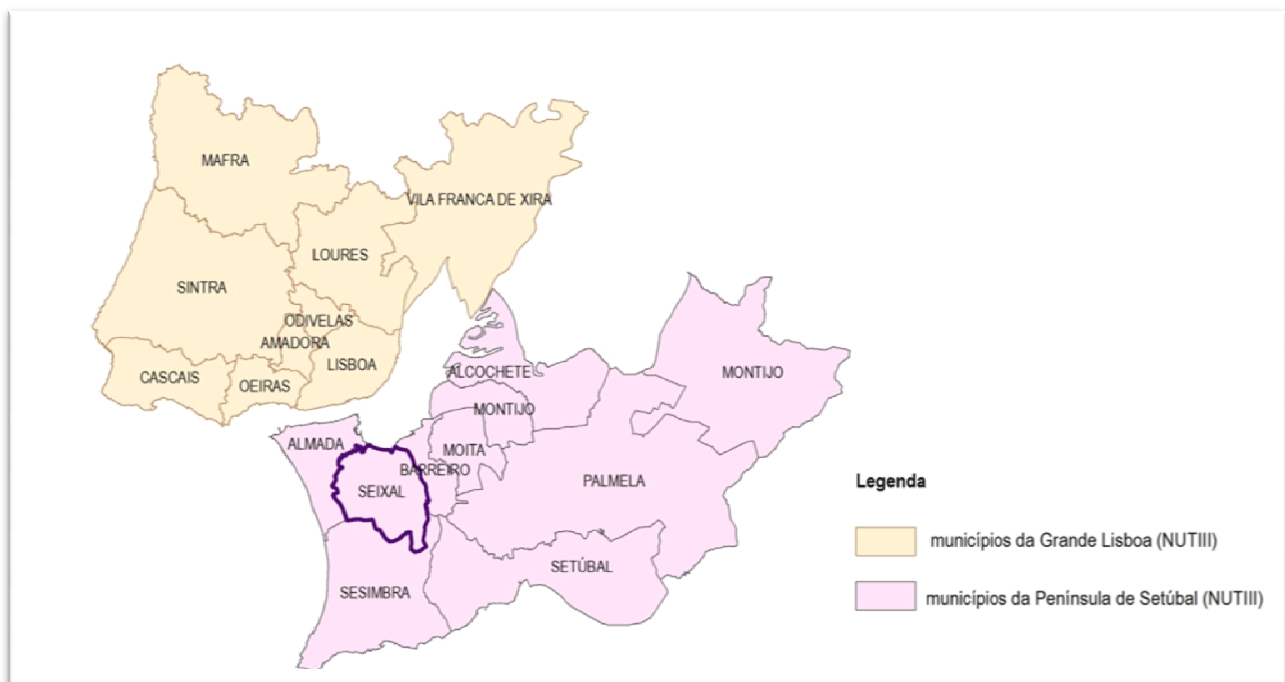 MAFRA
VILA FRANCA DE XIRA
LOURES
SINTRA
ODIVELAS
AMADORA
LISBOA
CASCAIS
OEIRAS
ALCOCHETE
MONTIJO
MONTIJO
ALMADA
MOITA
BARREIRO
SEIXAL
PALMELA
SETÚBAL
SESIMBRA
Legenda
municípios da Grande Lisboa (NUTIII)
municípios da Península de Setúbal (NUTIII)